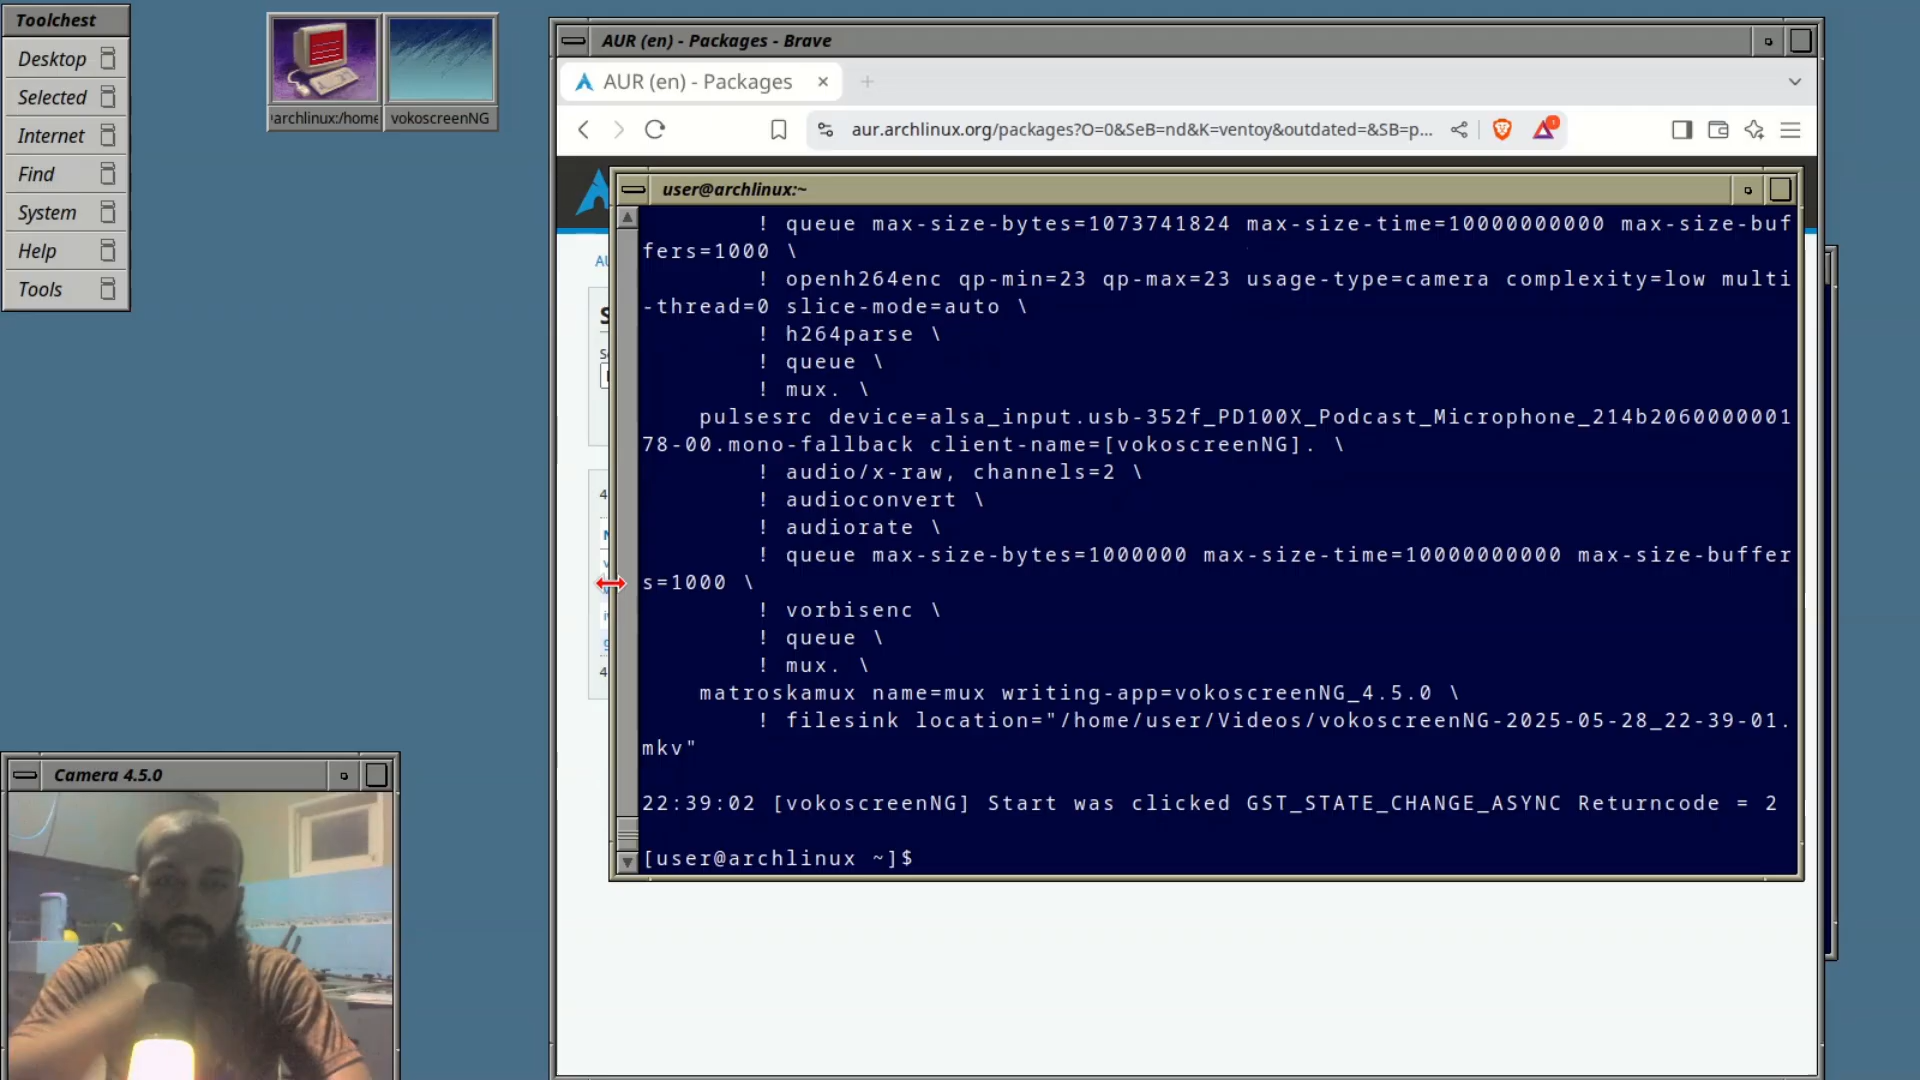 Toolchest
Desktop
Selected
Internet
Find
System
Help
Tools
archlinux:/home
vokoscreenNG
AUR (en) - Packages - Brave
AUR (en) - Packages
aur.archlinux.org/packages?O=0&SeB=nd&K=ventoy&outdated=&SB=p...
user@archlinux:~
! queue max-size-bytes=1073741824 max-size-time=10000000000 max-size-buf
fers=1000 \
! openh264enc qp-min=23 qp-max=23 usage-type=camera complexity=low multi
-thread=0 slice-mode=auto \
! h264parse \
! queue \
! mux. \
pulsesrc device=alsa_input.usb-352f_PD100X_Podcast_Microphone_214b2060000001
78-00.mono-fallback client-name=[vokoscreenNG]. \
! audio/x-raw, channels=2 \
! audioconvert \
! audiorate \
! queue max-size-bytes=1000000 max-size-time=10000000000 max-size-buffer
s=1000 \
! vorbisenc \
! queue \
! mux. \
matroskamux name=mux writing-app=vokoscreenNG_4.5.0 \
! filesink location="/home/user/Videos/vokoscreenNG-2025-05-28_22-39-01.
mkv"
22:39:02 [vokoscreenNG] Start was clicked GST_STATE_CHANGE_ASYNC Returncode = 2
[user@archlinux ~]$
Camera 4.5.0